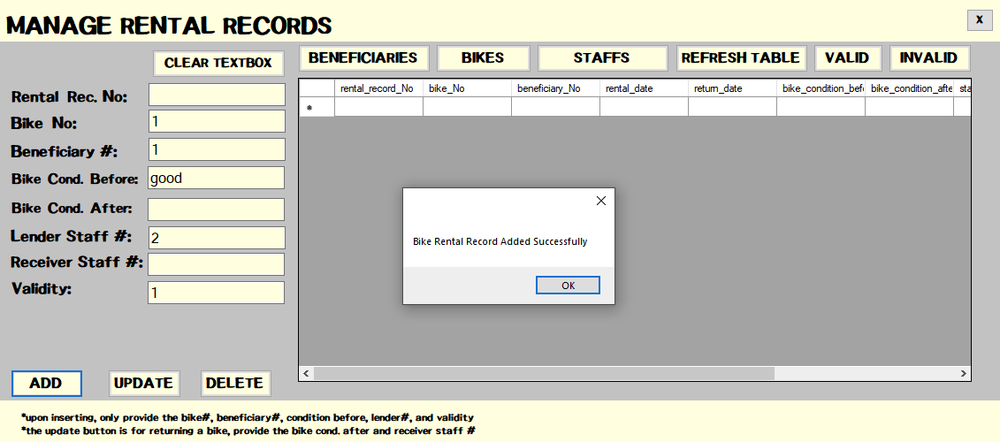 MANAGE RENTAL RECORDS
X
CLEAR TEXTBOX
BENEFICIARIES
BIKES
STAFFS
REFRESH TABLE
VALID
INVALID
Rental Rec. No:
Bike No: 1
Beneficiary #: 1
Bike Cond. Before: good
Bike Cond. After:
Lender Staff #: 2
Receiver Staff #:
Validity: 1
rental_record_No bike_No beneficiary_No rental_date return_date bike_condition_befo bike_condition_afte sta
*
Bike Rental Record Added Successfully
OK
ADD
UPDATE
DELETE
*upon inserting, only provide the bike#, beneficiary#, condition before, lender#, and validity
*the update button is for returning a bike, provide the bike cond. after and receiver staff #